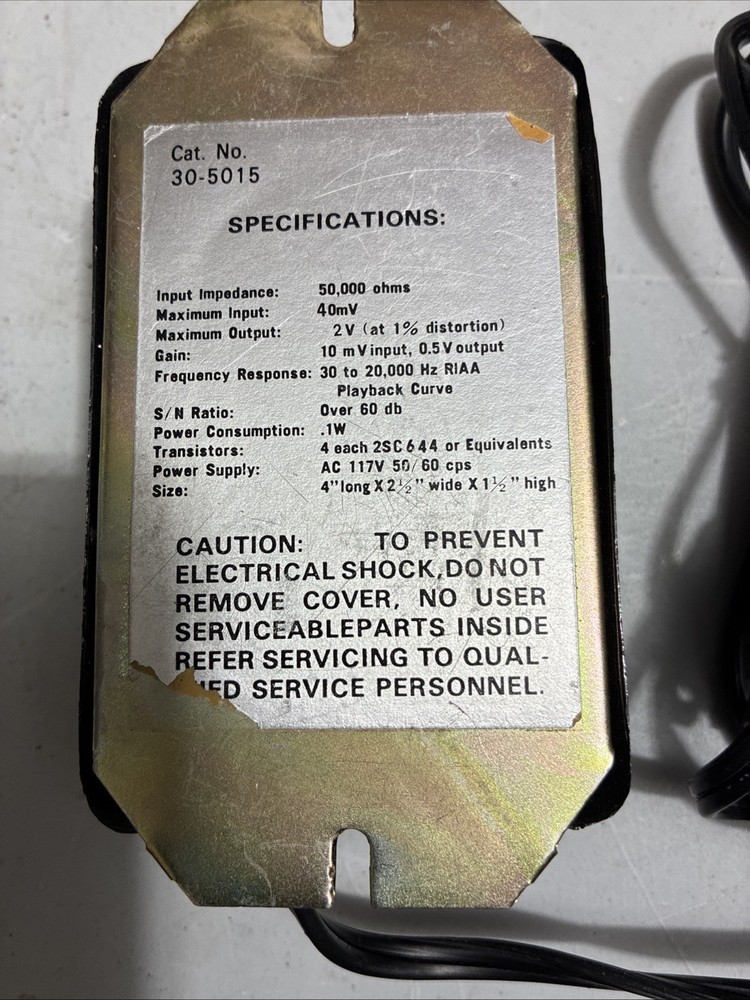 Cat. No.
30-5015
SPECIFICATIONS:
Input Impedance: 50,000 ohms
Maximum Input: 40mV
Maximum Output: 2V (at 1% distortion)
Gain: 10 mV input, 0.5V output
Frequency Response: 30 to 20,000 Hz RIAA
Playback Curve
S/N Ratio: Over 60 db
Power Consumption: .1W
Transistors: 4 each 2SC644 or Equivalents
Power Supply: AC 117V 50/60 cps
Size: 4" long X 2½" wide X 1½" high
CAUTION: TO PREVENT
ELECTRICAL SHOCK, DO NOT
REMOVE COVER, NO USER
SERVICEABLEPARTS INSIDE
REFER SERVICING TO QUAL-
IFED SERVICE PERSONNEL.